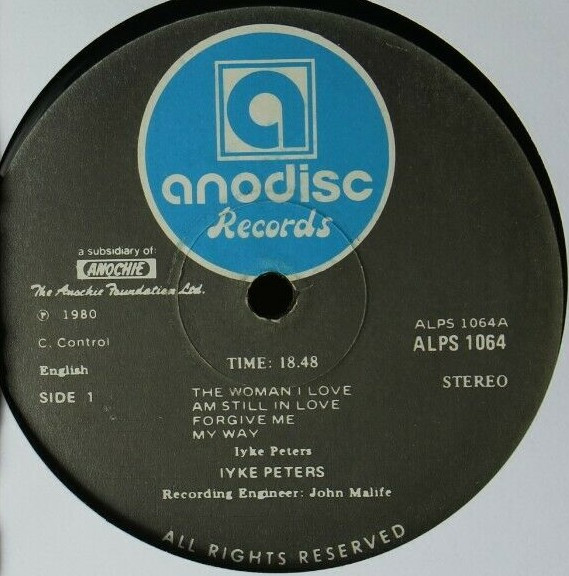 a
anodisc
Records
a subsidiary of:
ANOCHIE
The Anochie Foundation Ltd.
℗ 1980
C. Control
English
SIDE 1
ALPS 1064A
ALPS 1064
STEREO
TIME: 18.48
THE WOMAN I LOVE
AM STILL IN LOVE
FORGIVE ME
MY WAY
Iyke Peters
IYKE PETERS
Recording Engineer: John Malife
ALL RIGHTS RESERVED